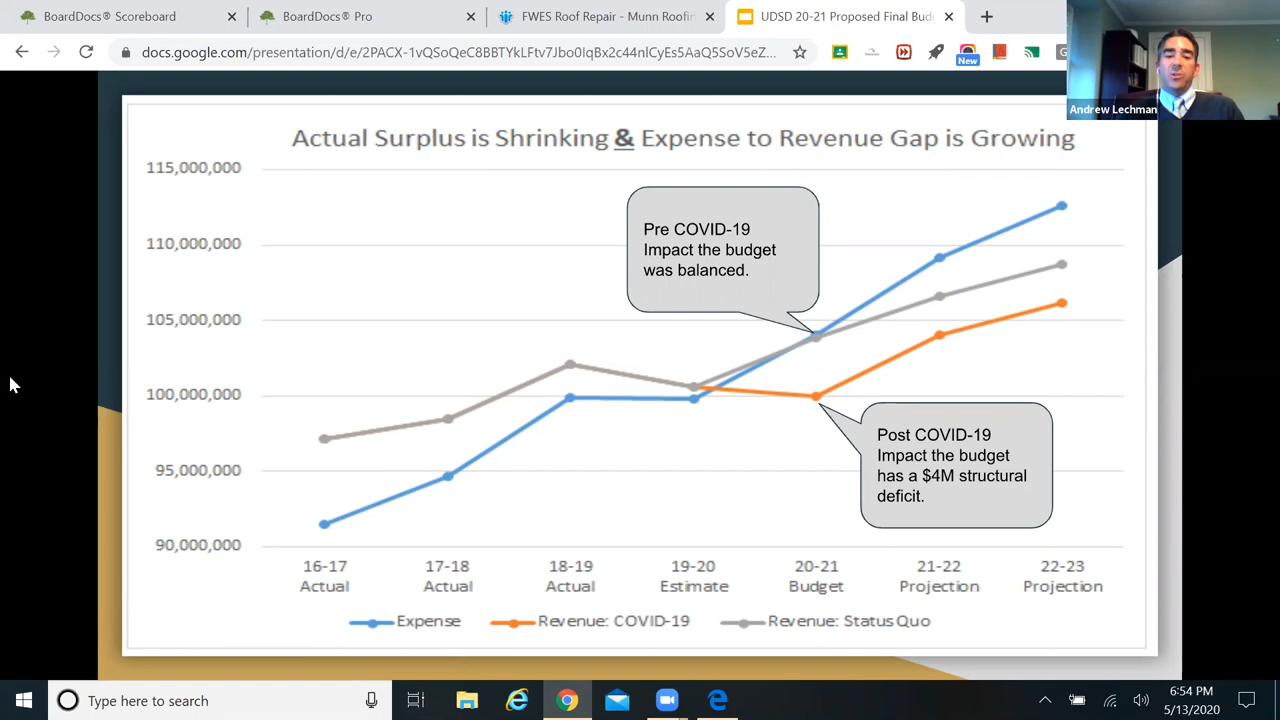 BoardDocs® Scoreboard
BoardDocs® Pro
FWES Roof Repair - Munn Roofin
UDSD 20-21 Proposed Final Bud
docs.google.com/presentation/d/e/2PACX-1vQSoQeC8BTYkLFtv7Jbo0IqBx2c44nlCyEs5AaQ5SoV5eZ...
New
Andrew Lechman
Actual Surplus is Shrinking & Expense to Revenue Gap is Growing
115,000,000
110,000,000
105,000,000
100,000,000
95,000,000
90,000,000
Pre COVID-19
Impact the budget
was balanced.
Post COVID-19
Impact the budget
has a $4M structural
deficit.
16-17 17-18 18-19 19-20 20-21 21-22 22-23
Actual Actual Actual Estimate Budget Projection Projection
Expense Revenue: COVID-19 Revenue: Status Quo
Type here to search
6:54 PM
5/13/2020